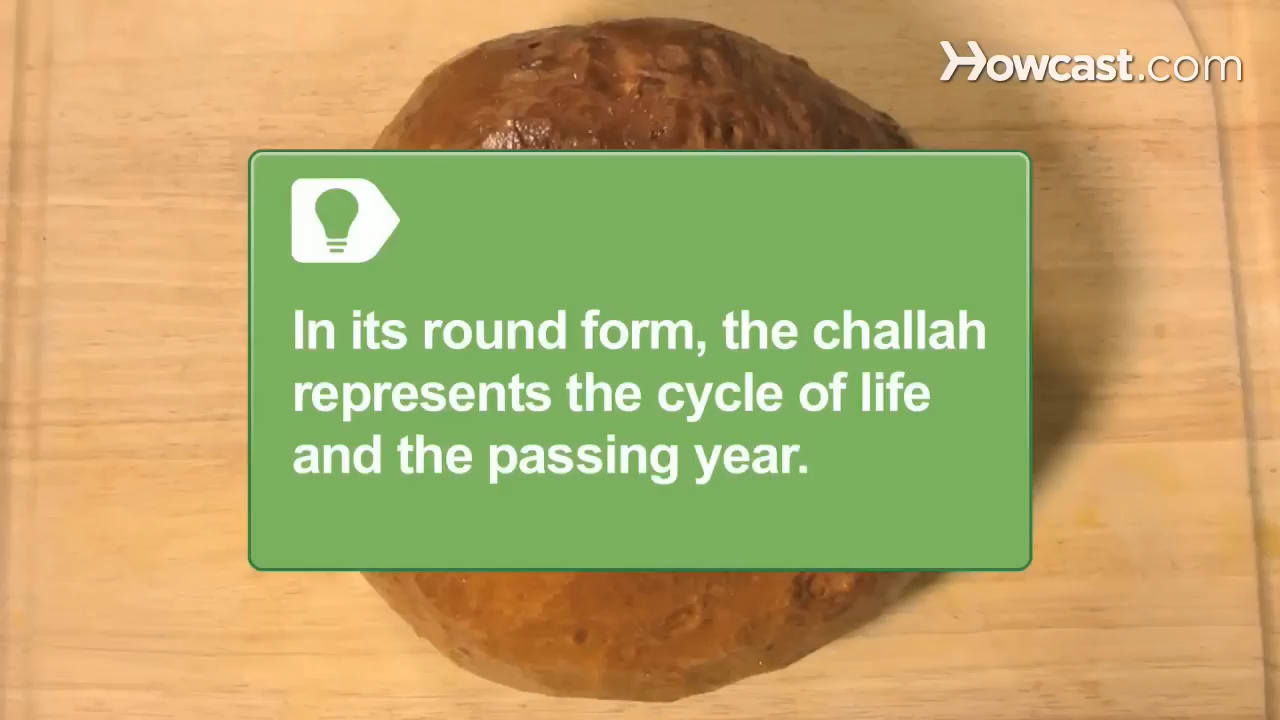 Howcast.com
In its round form, the challah
represents the cycle of life
and the passing year.